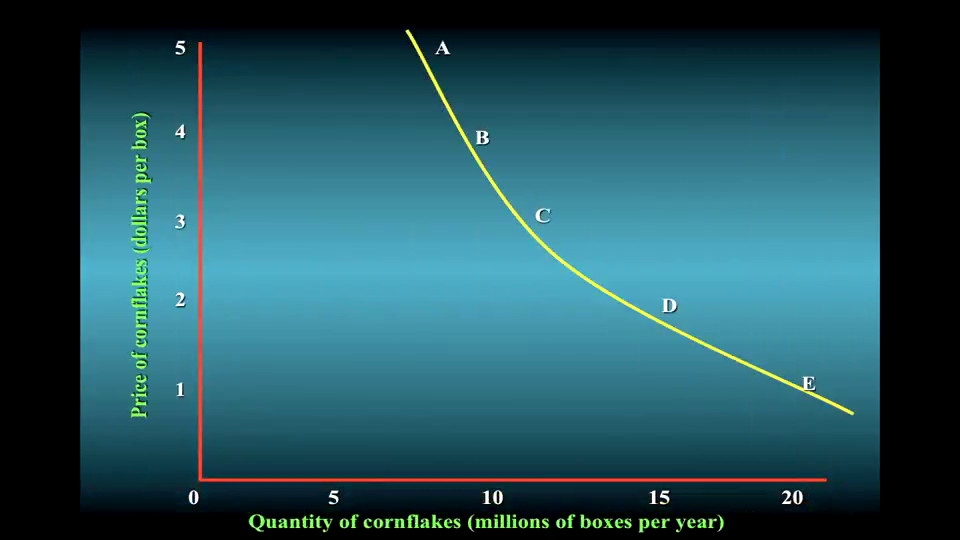 5
A
4
B
3
C
2
D
1
E
Price of cornflakes (dollars per box)
0 5 10 15 20
Quantity of cornflakes (millions of boxes per year)